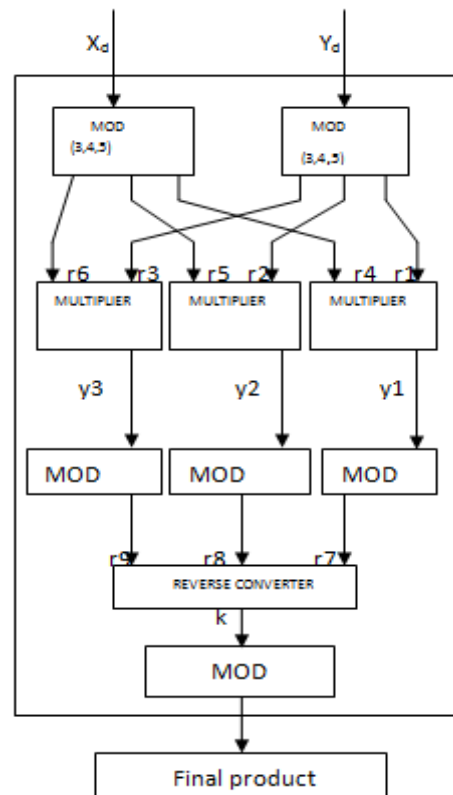 Xd Yd
MOD MOD
(3,4,5) (3,4,5)
r6 r3 r5 r2 r4 r1
MULTIPLIER MULTIPLIER MULTIPLIER
y3 y2 y1
MOD MOD MOD
r9 r8 r7
REVERSE CONVERTER
k
MOD
Final product